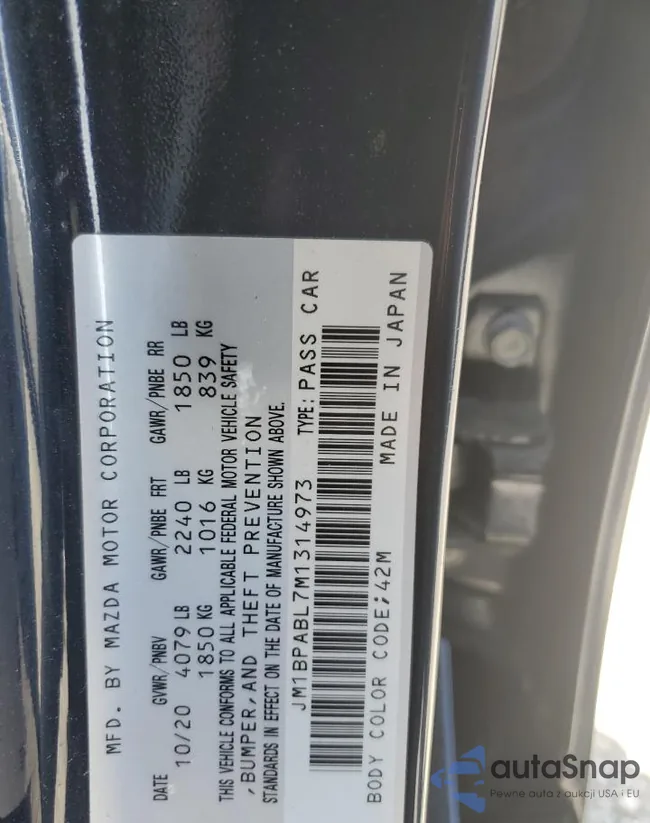 MFD. BY MAZDA MOTOR CORPORATION
DATE GVWR/PNBV GAWR/PNBE FRT GAWR/PNBE RR
10/20 4079 LB 2240 LB 1850 LB
1850 KG 1016 KG 839 KG
THIS VEHICLE CONFORMS TO ALL APPLICABLE FEDERAL MOTOR VEHICLE SAFETY
,BUMPER,AND THEFT PREVENTION
STANDARDS IN EFFECT ON THE DATE OF MANUFACTURE SHOWN ABOVE.
JM1BPABL7M1314973 TYPE: PASS CAR
BODY COLOR CODE;42M MADE IN JAPAN
autaSnap
Pewne auta z aukcji USA i EU